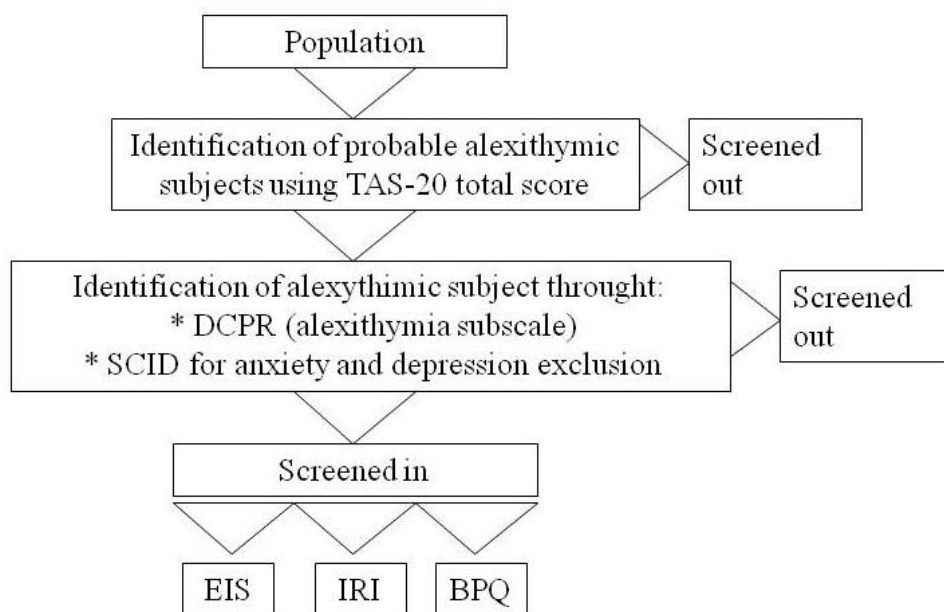 Population
Identification of probable alexithymic
subjects using TAS-20 total score
Screened
out
Identification of alexythimic subject throught:
* DCPR (alexithymia subscale)
* SCID for anxiety and depression exclusion
Screened
out
Screened in
EIS
IRI
BPQ